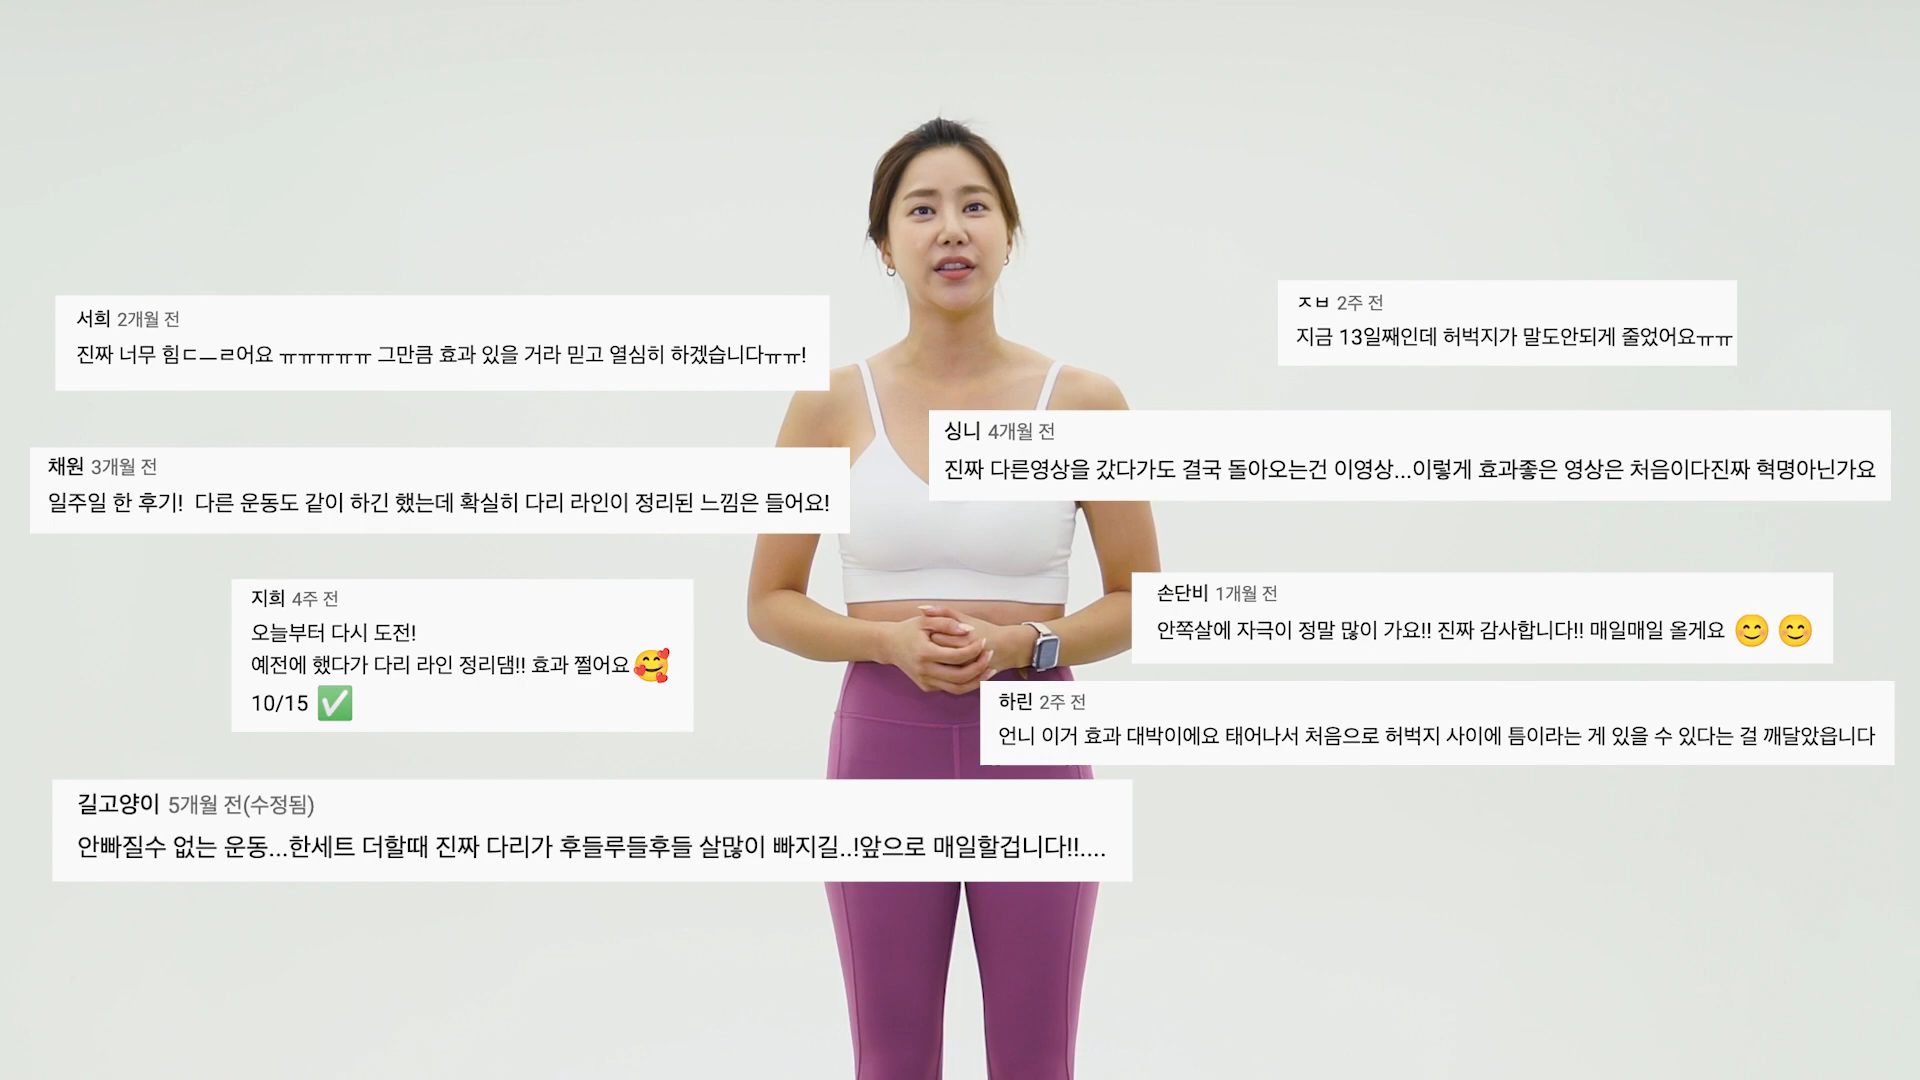 서희 2개월 전
진짜 너무 힘ㄷㅡㄹ어요 ㅠㅠㅠㅠㅠ 그만큼 효과 있을 거라 믿고 열심히 하겠습니다ㅠㅠ!
ㅈㅂ 2주 전
지금 13일째인데 허벅지가 말도안되게 줄었어요ㅠㅠ
채원 3개월 전
일주일 한 후기! 다른 운동도 같이 하긴 했는데 확실히 다리 라인이 정리된 느낌은 들어요!
싱니 4개월 전
진짜 다른영상을 갔다가도 결국 돌아오는건 이영상...이렇게 효과좋은 영상은 처음이다진짜 혁명아닌가요
지희 4주 전
오늘부터 다시 도전!
예전에 했다가 다리 라인 정리댐!! 효과 쩔어요🥰
10/15 ✅
손단비 1개월 전
안쪽살에 자극이 정말 많이 가요!! 진짜 감사합니다!! 매일매일 올게요 😊 😊
하린 2주 전
언니 이거 효과 대박이에요 태어나서 처음으로 허벅지 사이에 틈이라는 게 있을 수 있다는 걸 깨달았읍니다
길고양이 5개월 전(수정됨)
안빠질수 없는 운동...한세트 더할때 진짜 다리가 후들루들후들 살많이 빠지길..!앞으로 매일할겁니다!!....